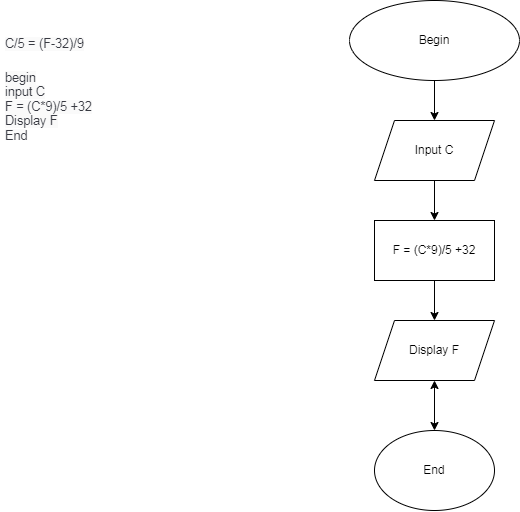 C/5 = (F-32)/9
begin
input C
F = (C*9)/5 +32
Display F
End
Begin
Input C
F = (C*9)/5 +32
Display F
End